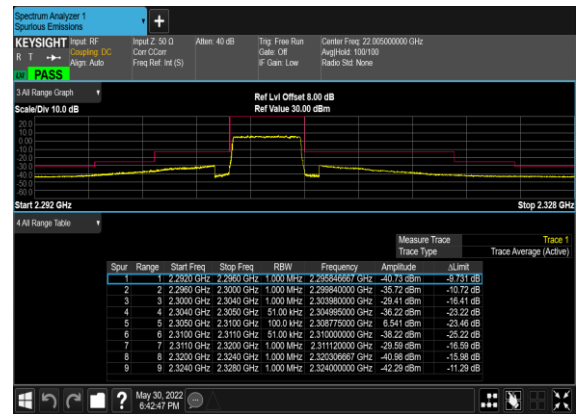 Spectrum Analyzer 1
Spurious Emissions
KEYSIGHT
R T
LV PASS
Input: RF
Coupling: DC
Align: Auto
Input Z: 50 Ω
Corr CCorr
Freq Ref: Int (S)
Atten: 40 dB
Trig: Free Run
Gate: Off
IF Gain: Low
Center Freq: 22.005000000 GHz
Avg|Hold: 100/100
Radio Std: None
3 All Range Graph
Scale/Div 10.0 dB
Ref Lvl Offset 8.00 dB
Ref Value 30.00 dBm
20.0
10.0
0.00
-10.0
-20.0
-30.0
-40.0
-50.0
-60.0
Start 2.292 GHz
Stop 2.328 GHz
4 All Range Table
Measure Trace Trace 1
Trace Type Trace Average (Active)
Spur Range Start Freq Stop Freq RBW Frequency Amplitude ΔLimit
1 1 2.2920 GHz 2.2960 GHz 1.000 MHz 2.295846667 GHz -40.73 dBm -9.731 dB
2 2 2.2960 GHz 2.3000 GHz 1.000 MHz 2.299840000 GHz -35.72 dBm -10.72 dB
3 3 2.3000 GHz 2.3040 GHz 1.000 MHz 2.303980000 GHz -29.41 dBm -16.41 dB
4 4 2.3040 GHz 2.3050 GHz 51.00 kHz 2.304995000 GHz -36.22 dBm -23.22 dB
5 5 2.3050 GHz 2.3100 GHz 100.0 kHz 2.308775000 GHz 6.541 dBm -23.46 dB
6 6 2.3100 GHz 2.3110 GHz 51.00 kHz 2.310000000 GHz -38.22 dBm -25.22 dB
7 7 2.3110 GHz 2.3200 GHz 1.000 MHz 2.311120000 GHz -29.59 dBm -16.59 dB
8 8 2.3200 GHz 2.3240 GHz 1.000 MHz 2.320306667 GHz -40.98 dBm -15.98 dB
9 9 2.3240 GHz 2.3280 GHz 1.000 MHz 2.324000000 GHz -42.29 dBm -11.29 dB
May 30, 2022
6:42:47 PM